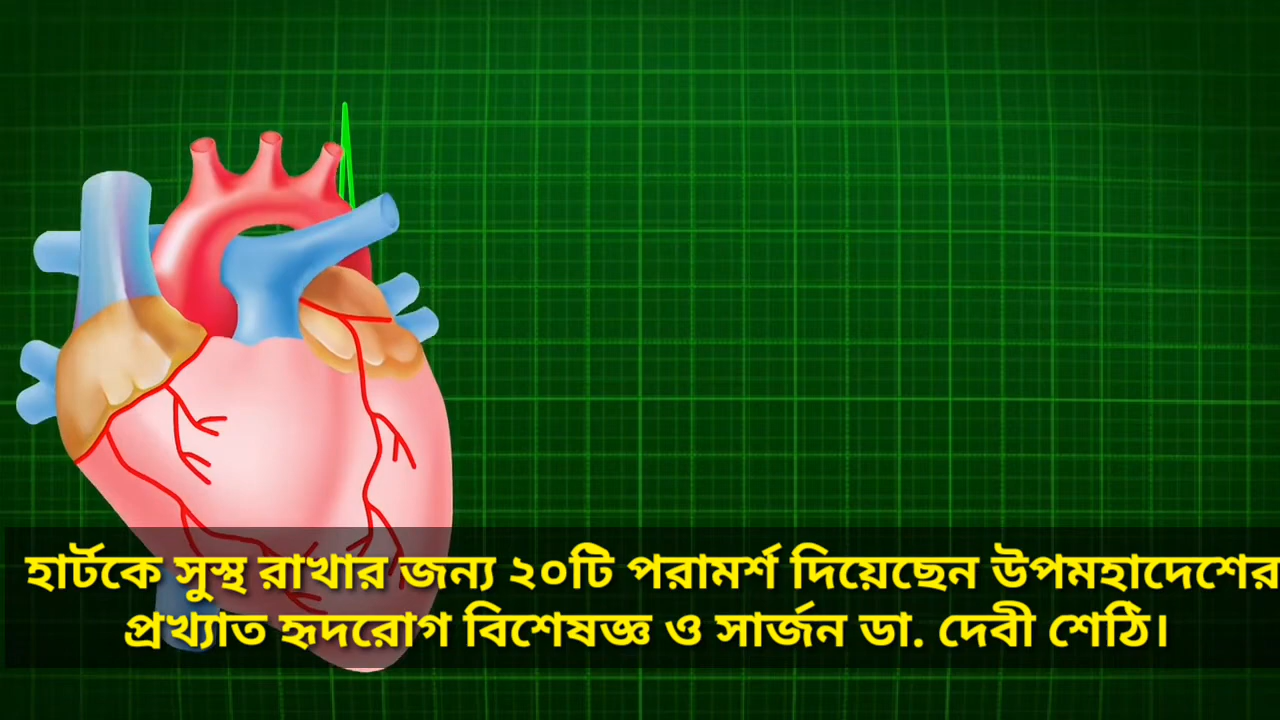 হার্টকে সুস্থ রাখার জন্য ২০টি পরামর্শ দিয়েছেন উপমহাদেশের
প্রখ্যাত হৃদরোগ বিশেষজ্ঞ ও সার্জন ডা. দেবী শেঠি।